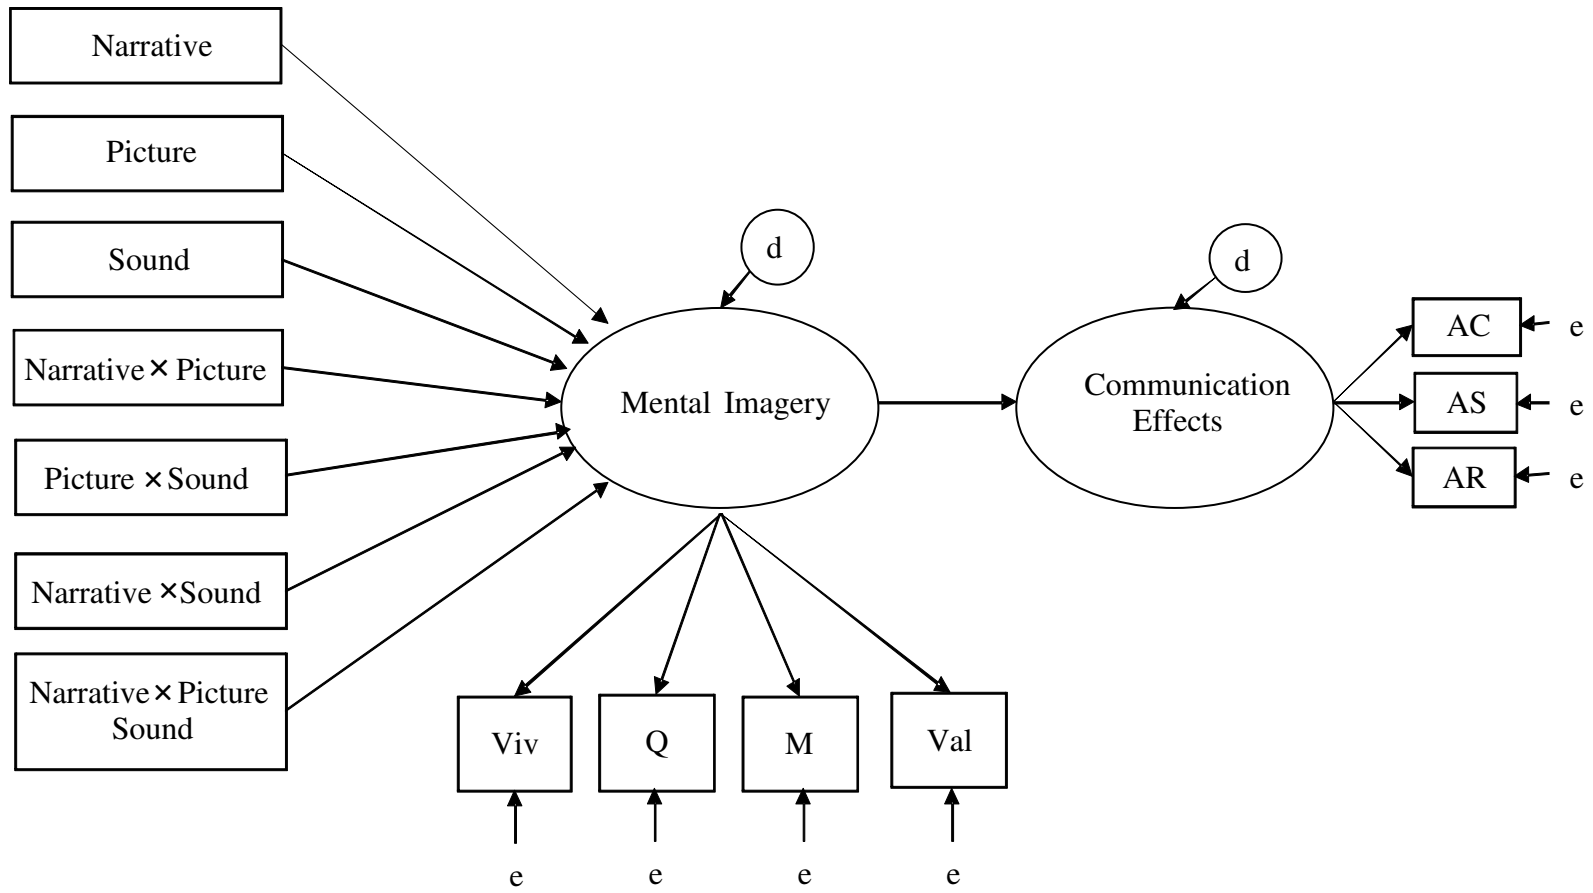 Narrative
Picture
Sound
Narrative × Picture
Picture × Sound
Narrative ×Sound
Narrative × Picture
Sound
d
Mental Imagery
d
Communication
Effects
AC
e
AS
e
AR
e
Viv
Q
M
Val
e
e
e
e